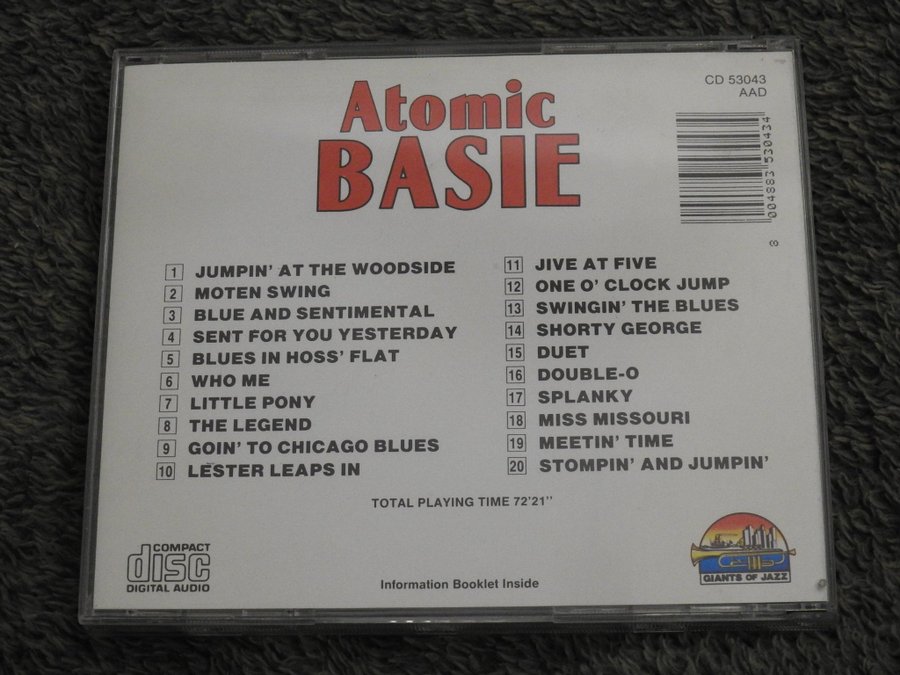 Atomic
BASIE
CD 53043
AAD
004883 530434
8
1 JUMPIN' AT THE WOODSIDE
2 MOTEN SWING
3 BLUE AND SENTIMENTAL
4 SENT FOR YOU YESTERDAY
5 BLUES IN HOSS' FLAT
6 WHO ME
7 LITTLE PONY
8 THE LEGEND
9 GOIN' TO CHICAGO BLUES
10 LESTER LEAPS IN
11 JIVE AT FIVE
12 ONE O' CLOCK JUMP
13 SWINGIN' THE BLUES
14 SHORTY GEORGE
15 DUET
16 DOUBLE-O
17 SPLANKY
18 MISS MISSOURI
19 MEETIN' TIME
20 STOMPIN' AND JUMPIN'
TOTAL PLAYING TIME 72'21"
COMPACT
disc
DIGITAL AUDIO
Information Booklet Inside
GIANTS OF JAZZ